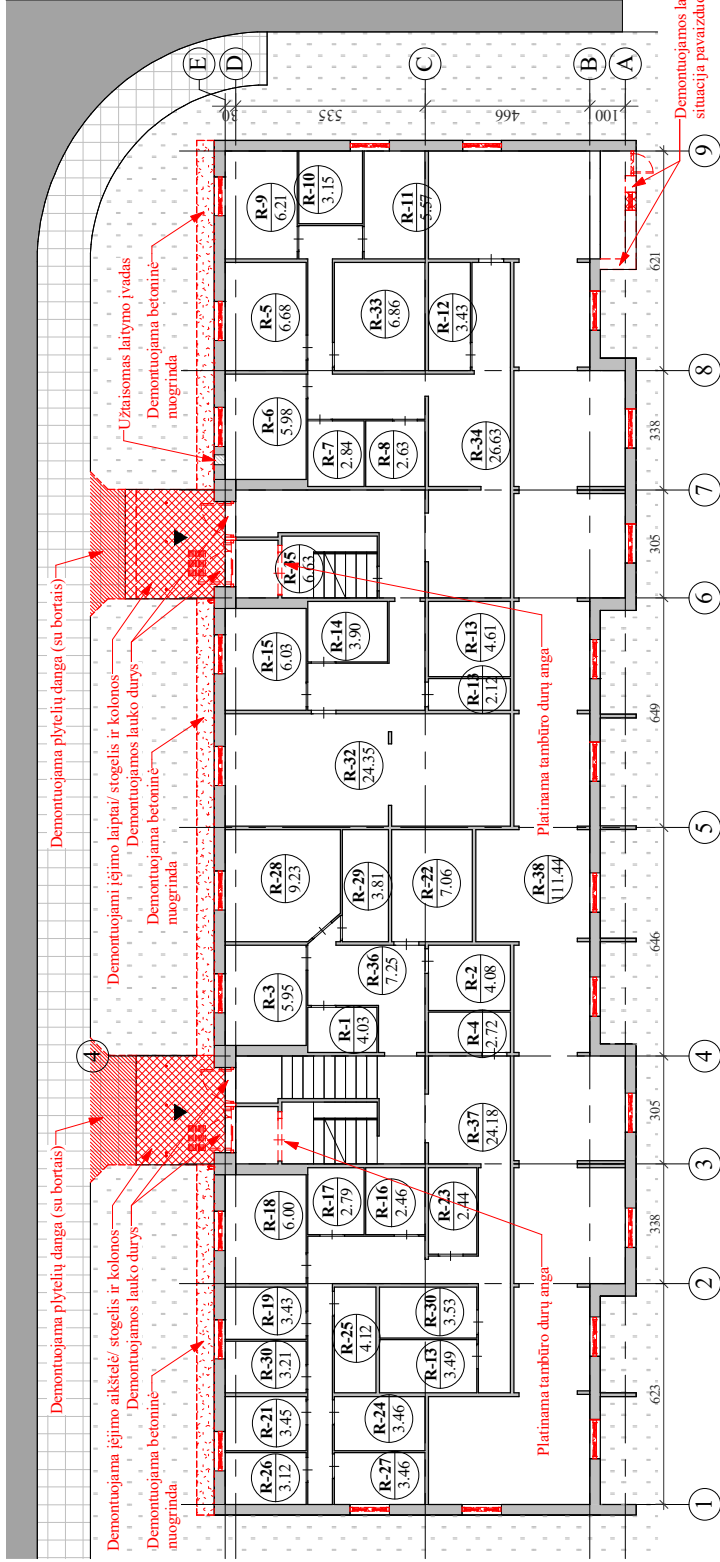 Demontuojama plytelių danga (su bortais)
Demontuojama įėjimo aikštelė/ stogelis ir kolonos
Demontuojamos lauko durys
Demontuojama betoninė
nuogrinda
Demontuojama plytelių danga (su bortais)
Demontuojami įėjimo laiptai/ stogelis ir kolonos
Demontuojamos lauko durys
Demontuojama betoninė
nuogrinda
Užtaisomas laitymo įvadas
Demontuojama betoninė
nuogrinda
Demontuojamos la
situacija pavaizduo
Platinama tambūro durų anga
Platinama tambūro durų anga
4
E
D
C
B
A
30
535
466
100
R-26
3.12
R-21
3.45
R-30
3.21
R-19
3.43
R-18
6.00
R-17
2.79
R-16
2.46
R-23
2.44
R-25
4.12
R-30
3.53
R-13
3.49
R-24
3.46
R-27
3.46
R-37
24.18
R-3
5.95
R-1
4.03
R-36
7.25
R-4
2.72
R-2
4.08
R-28
9.23
R-29
3.81
R-22
7.06
R-38
111.44
R-32
24.35
R-15
6.03
R-14
3.90
R-13
2.12
R-13
4.61
R-35
6.63
R-6
5.98
R-7
2.84
R-8
2.63
R-34
26.63
R-5
6.68
R-33
6.86
R-12
3.43
R-9
6.21
R-10
3.15
R-11
5.57
623
338
305
646
649
305
338
621
1
2
3
4
5
6
7
8
9